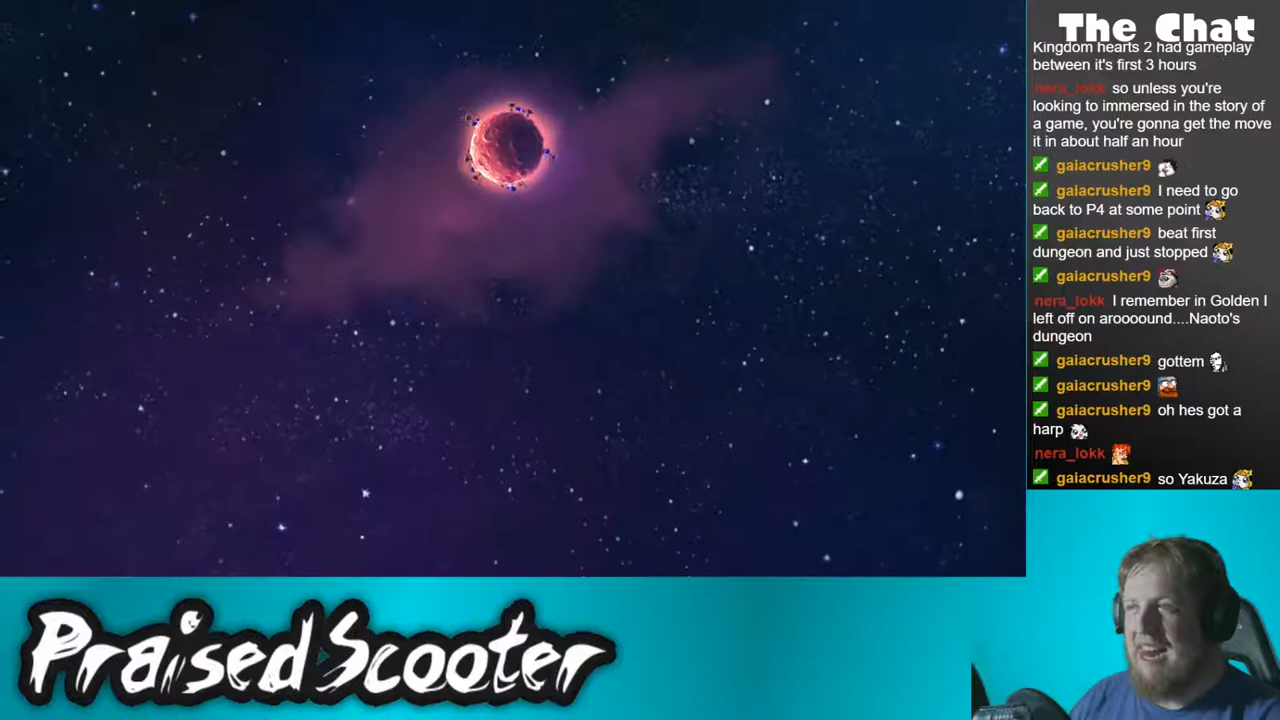 The Chat
Kingdom hearts 2 had gameplay
between it's first 3 hours
nera_lokk so unless you're
looking to immersed in the story of
a game, you're gonna get the move
it in about half an hour
gaiacrusher9
gaiacrusher9 I need to go
back to P4 at some point
gaiacrusher9 beat first
dungeon and just stopped
gaiacrusher9
nera_lokk I remember in Golden I
left off on aroooound....Naoto's
dungeon
gaiacrusher9 gottem
gaiacrusher9
gaiacrusher9 oh hes got a
harp
nera_lokk
gaiacrusher9 so Yakuza
PraisedScooter